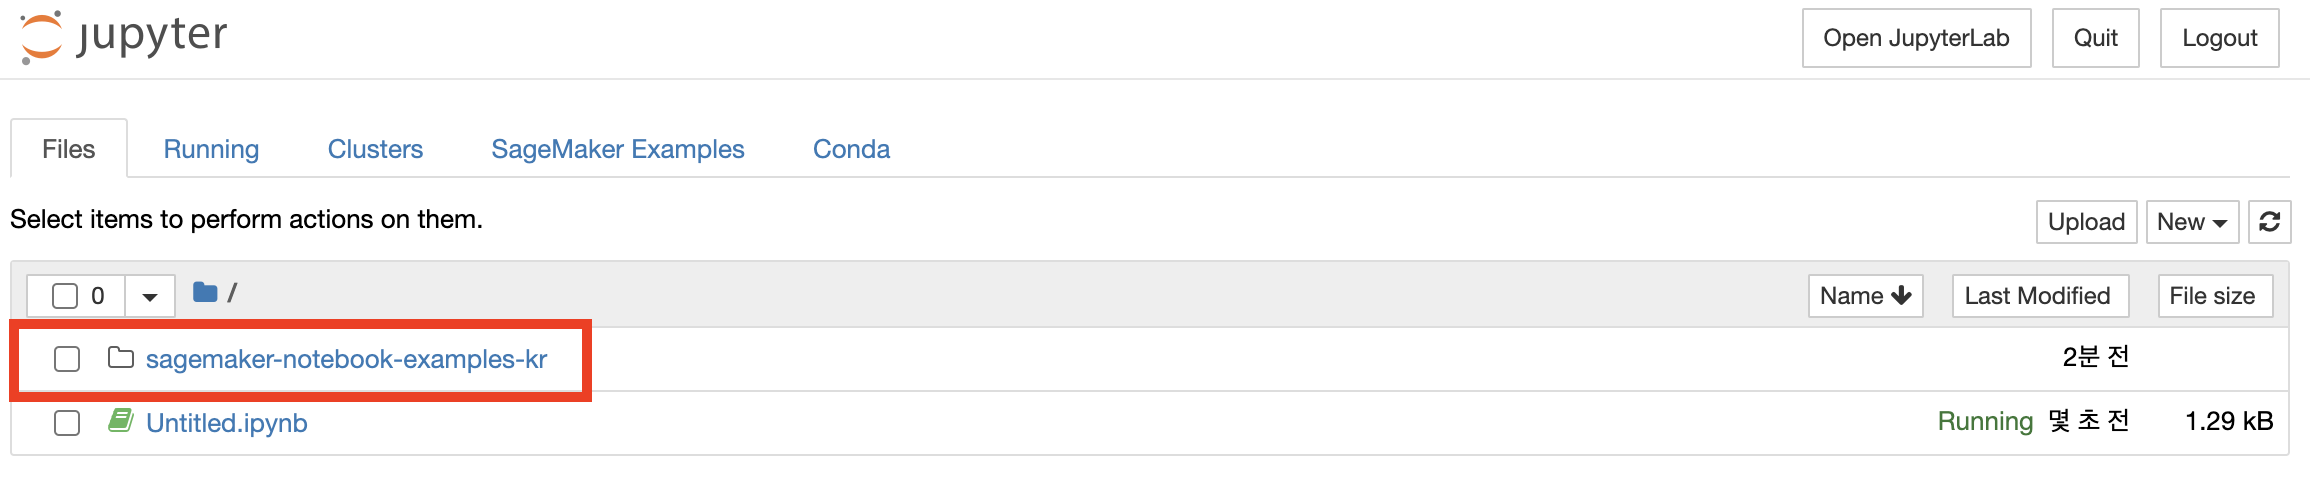 jupyter Open JupyterLab Quit Logout
Files Running Clusters SageMaker Examples Conda
Select items to perform actions on them. Upload New
0 / Name Last Modified File size
sagemaker-notebook-examples-kr 2분 전
Untitled.ipynb Running 몇 초 전 1.29 kB